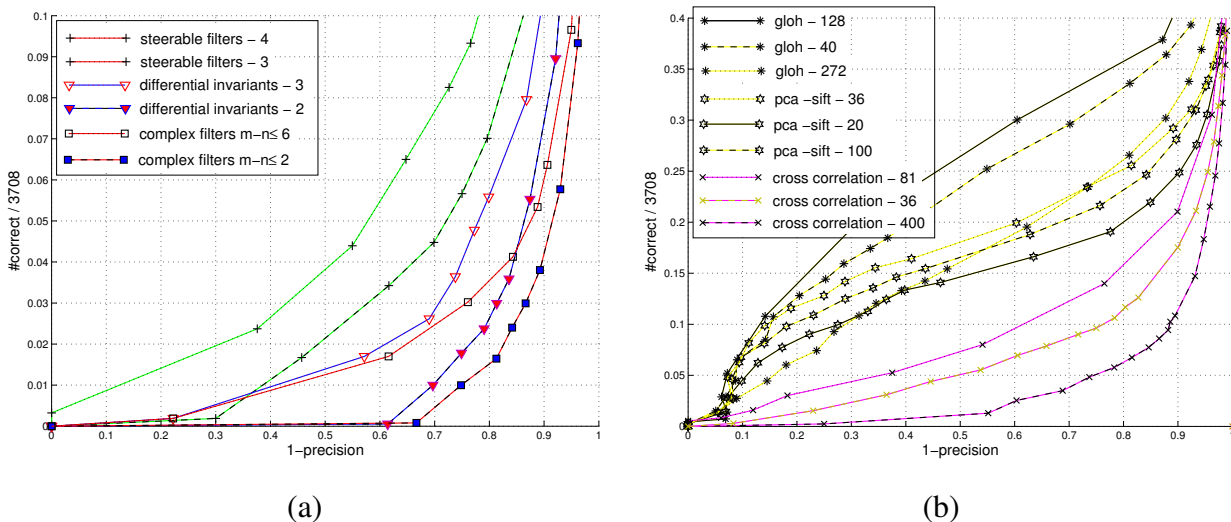 0.1
0.09
0.08
0.07
0.06
0.05
0.04
0.03
0.02
0.01
0
#correct / 3708
steerable filters − 4
steerable filters − 3
differential invariants − 3
differential invariants − 2
complex filters m−n≤ 6
complex filters m−n≤ 2
0 0.1 0.2 0.3 0.4 0.5 0.6 0.7 0.8 0.9 1
1−precision
(a)
0.4
0.35
0.3
0.25
0.2
0.15
0.1
0.05
0
#correct / 3708
gloh − 128
gloh − 40
gloh − 272
pca −sift − 36
pca −sift − 20
pca −sift − 100
cross correlation − 81
cross correlation − 36
cross correlation − 400
0 0.1 0.2 0.3 0.4 0.5 0.6 0.7 0.8 0.9
1−precision
(b)